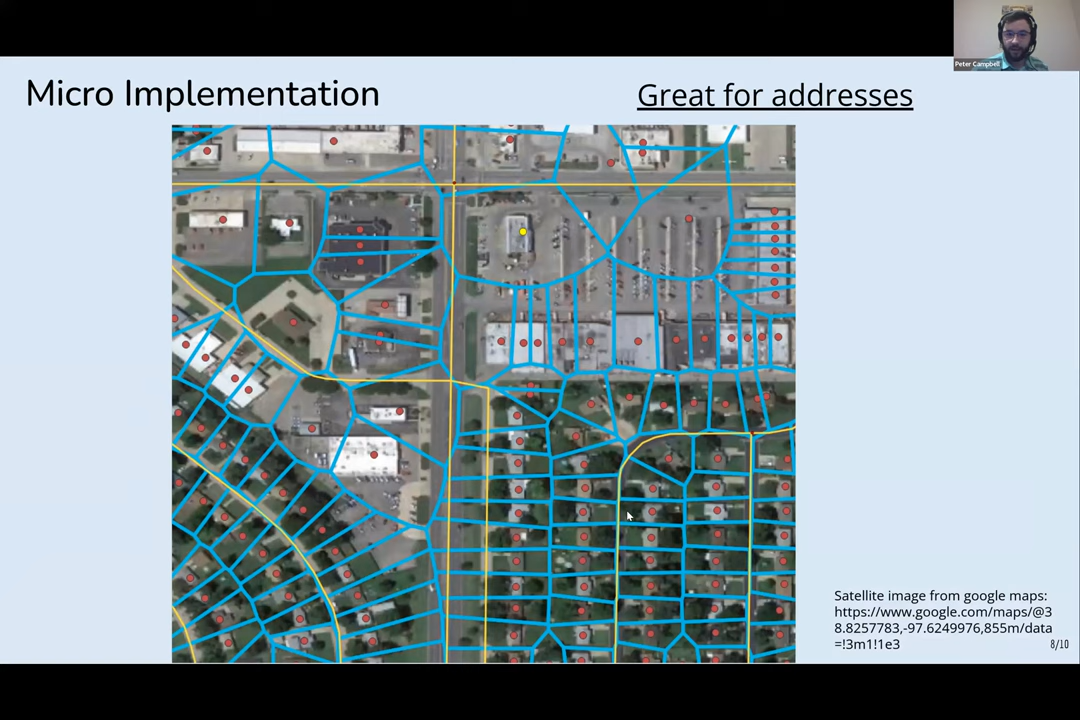 Peter Campbell
Micro Implementation
Great for addresses
Satellite image from google maps:
https://www.google.com/maps/@3
8.8257783,-97.6249976,855m/data
=!3m1!1e3
8/10